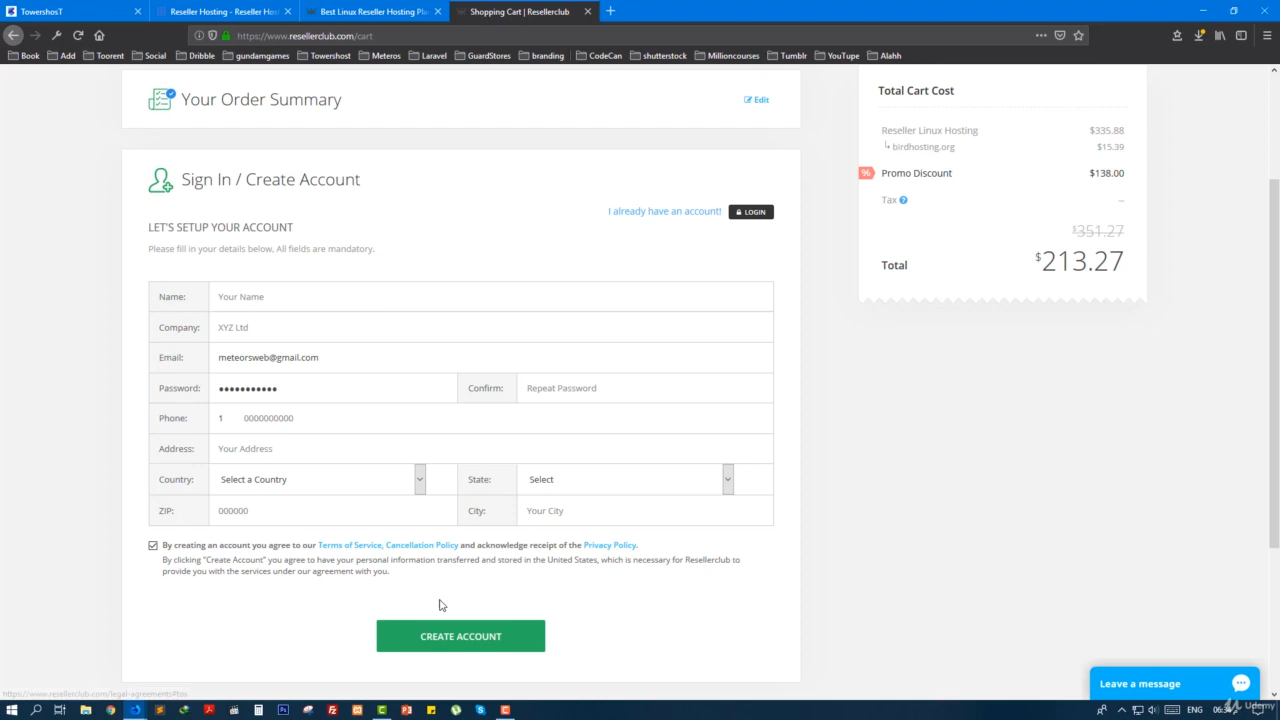 TowershosT
Reseller Hosting - Reseller Hos
Best Linux Reseller Hosting Pla
Shopping Cart | Resellerclub
https://www.resellerclub.com/cart
Book
Add
Toorent
Social
Dribble
gundamgames
Towershost
Meteros
Laravel
GuardStores
branding
CodeCan
shutterstock
Millioncourses
Tumblr
YouTupe
Alahh
Your Order Summary
Edit
Sign In / Create Account
I already have an account!
LOGIN
LET'S SETUP YOUR ACCOUNT
Please fill in your details below. All fields are mandatory.
Name: Your Name
Company: XYZ Ltd
Email: meteorsweb@gmail.com
Password: ●●●●●●●●●●● Confirm: Repeat Password
Phone: 1 0000000000
Address: Your Address
Country: Select a Country State: Select
ZIP: 000000 City: Your City
By creating an account you agree to our Terms of Service, Cancellation Policy and acknowledge receipt of the Privacy Policy.
By clicking "Create Account" you agree to have your personal information transferred and stored in the United States, which is necessary for Resellerclub to
provide you with the services under our agreement with you.
CREATE ACCOUNT
Total Cart Cost
Reseller Linux Hosting $335.88
birdhosting.org $15.39
% Promo Discount $138.00
Tax ? --
$351.27
Total $213.27
Leave a message
https://www.resellerclub.com/legal-agreements#tos
ENG
Udemy